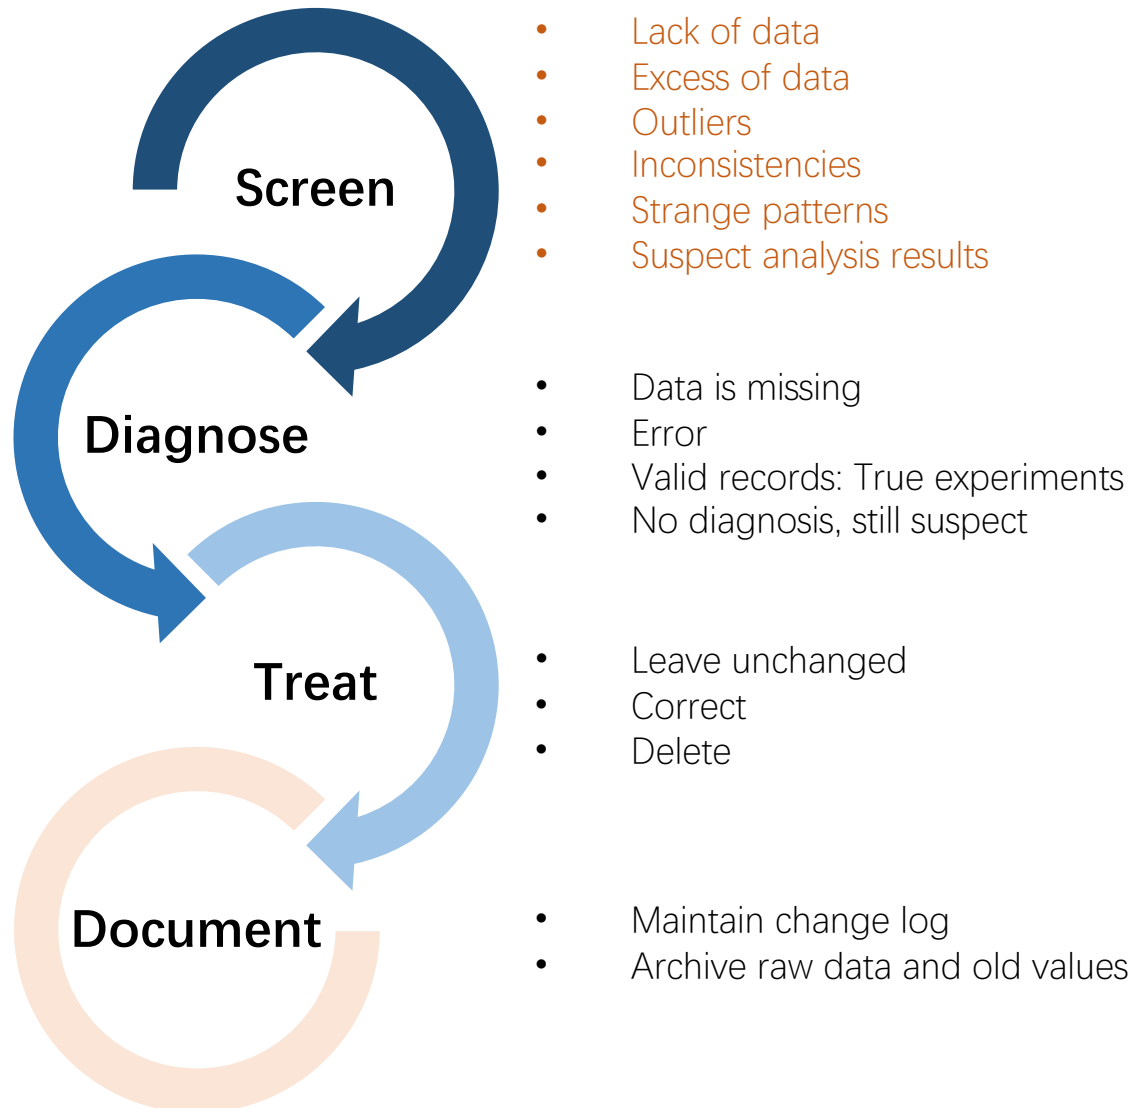 Screen
• Lack of data
• Excess of data
• Outliers
• Inconsistencies
• Strange patterns
• Suspect analysis results
Diagnose
• Data is missing
• Error
• Valid records: True experiments
• No diagnosis, still suspect
Treat
• Leave unchanged
• Correct
• Delete
Document
• Maintain change log
• Archive raw data and old values